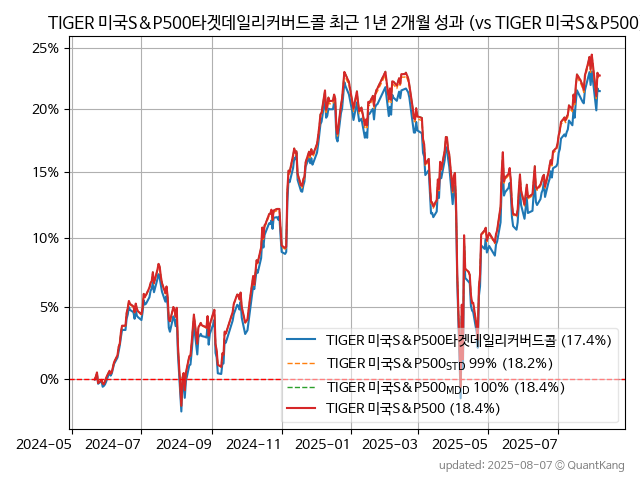 TIGER 미국S&P500타겟데일리커버드콜 최근 1년 2개월 성과 (vs TIGER 미국S&P500
25%
20%
15%
10%
5%
0%
TIGER 미국S&P500타겟데일리커버드콜 (17.4%)
TIGER 미국S&P500STD 99% (18.2%)
TIGER 미국S&P500MDD 100% (18.4%)
TIGER 미국S&P500 (18.4%)
2024-05 2024-07 2024-09 2024-11 2025-01 2025-03 2025-05 2025-07
updated: 2025-08-07 © QuantKang